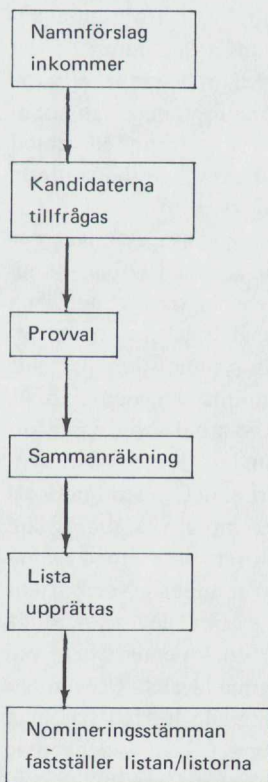 Namnförslag
inkommer
Kandidaterna
tillfrågas
Provval
Sammanräkning
Lista
upprättas
Nomineringsstämman
fastställer listan/listorna